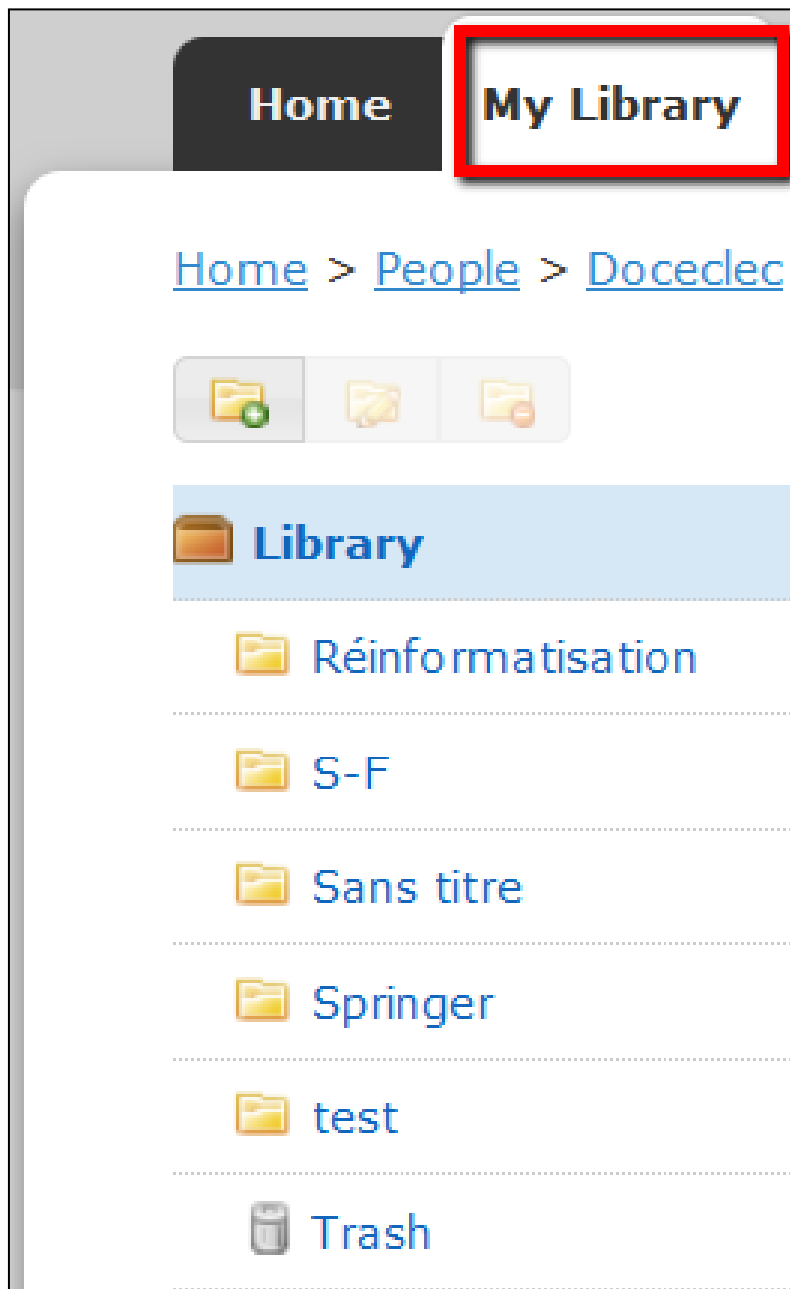 Home My Library
Home > People > Doceclec
Library
Réinformatisation
S-F
Sans titre
Springer
test
Trash